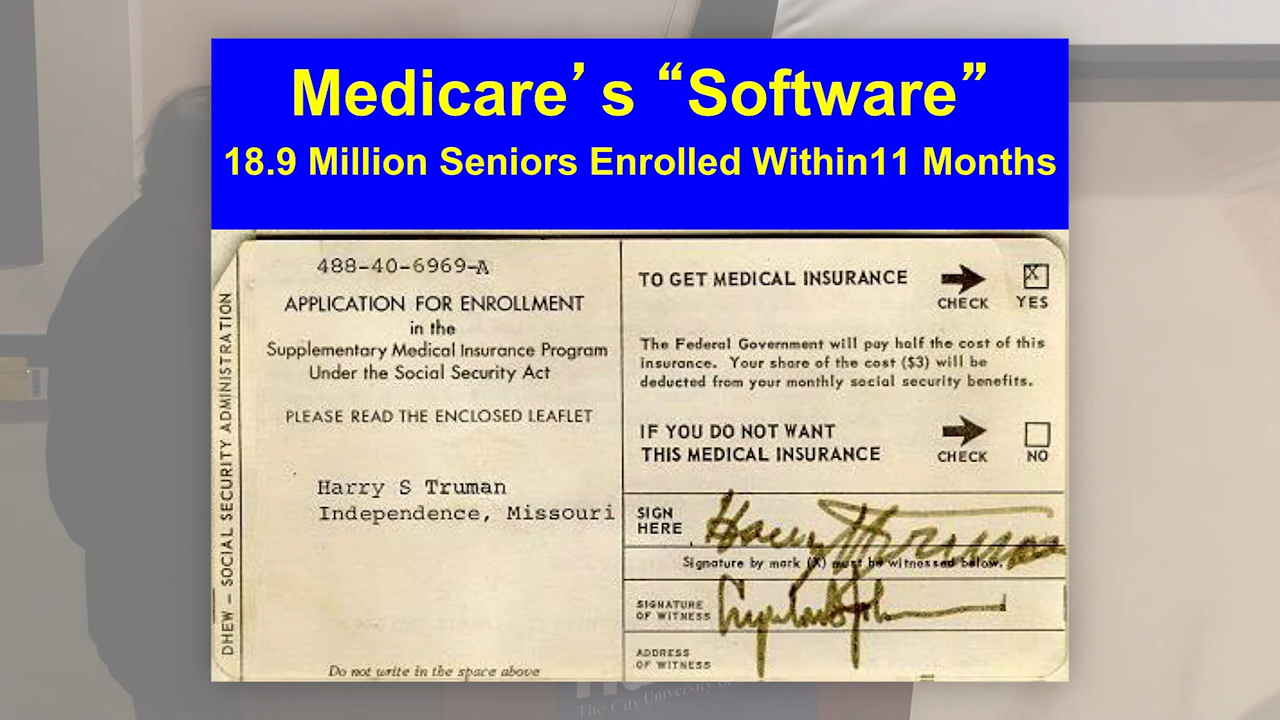 Medicare’s “Software”
18.9 Million Seniors Enrolled Within11 Months
DHEW – SOCIAL SECURITY ADMINISTRATION
488-40-6969-A
APPLICATION FOR ENROLLMENT
in the
Supplementary Medical Insurance Program
Under the Social Security Act
PLEASE READ THE ENCLOSED LEAFLET
Harry S Truman
Independence, Missouri
Do not write in the space above
TO GET MEDICAL INSURANCE
CHECK
X
YES
The Federal Government will pay half the cost of this
insurance. Your share of the cost ($3) will be
deducted from your monthly social security benefits.
IF YOU DO NOT WANT
THIS MEDICAL INSURANCE
CHECK
NO
SIGN
HERE
Harry S Truman
Signature by mark (X) must be witnessed below.
SIGNATURE
OF WITNESS
Lyndon B. Johnson
ADDRESS
OF WITNESS
The City University